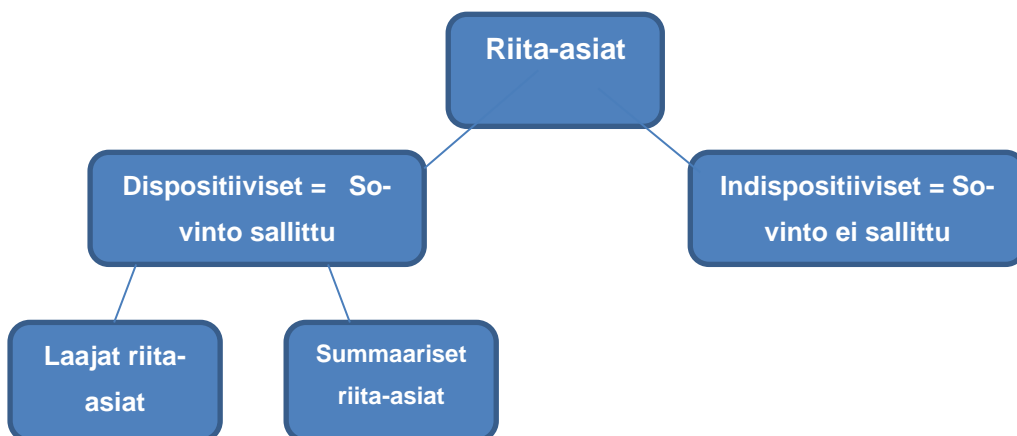 Riita-asiat
Dispositiiviset =   So-
vinto sallittu
Indispositiiviset = So-
vinto ei sallittu
Laajat riita-
asiat
Summaariset
riita-asiat